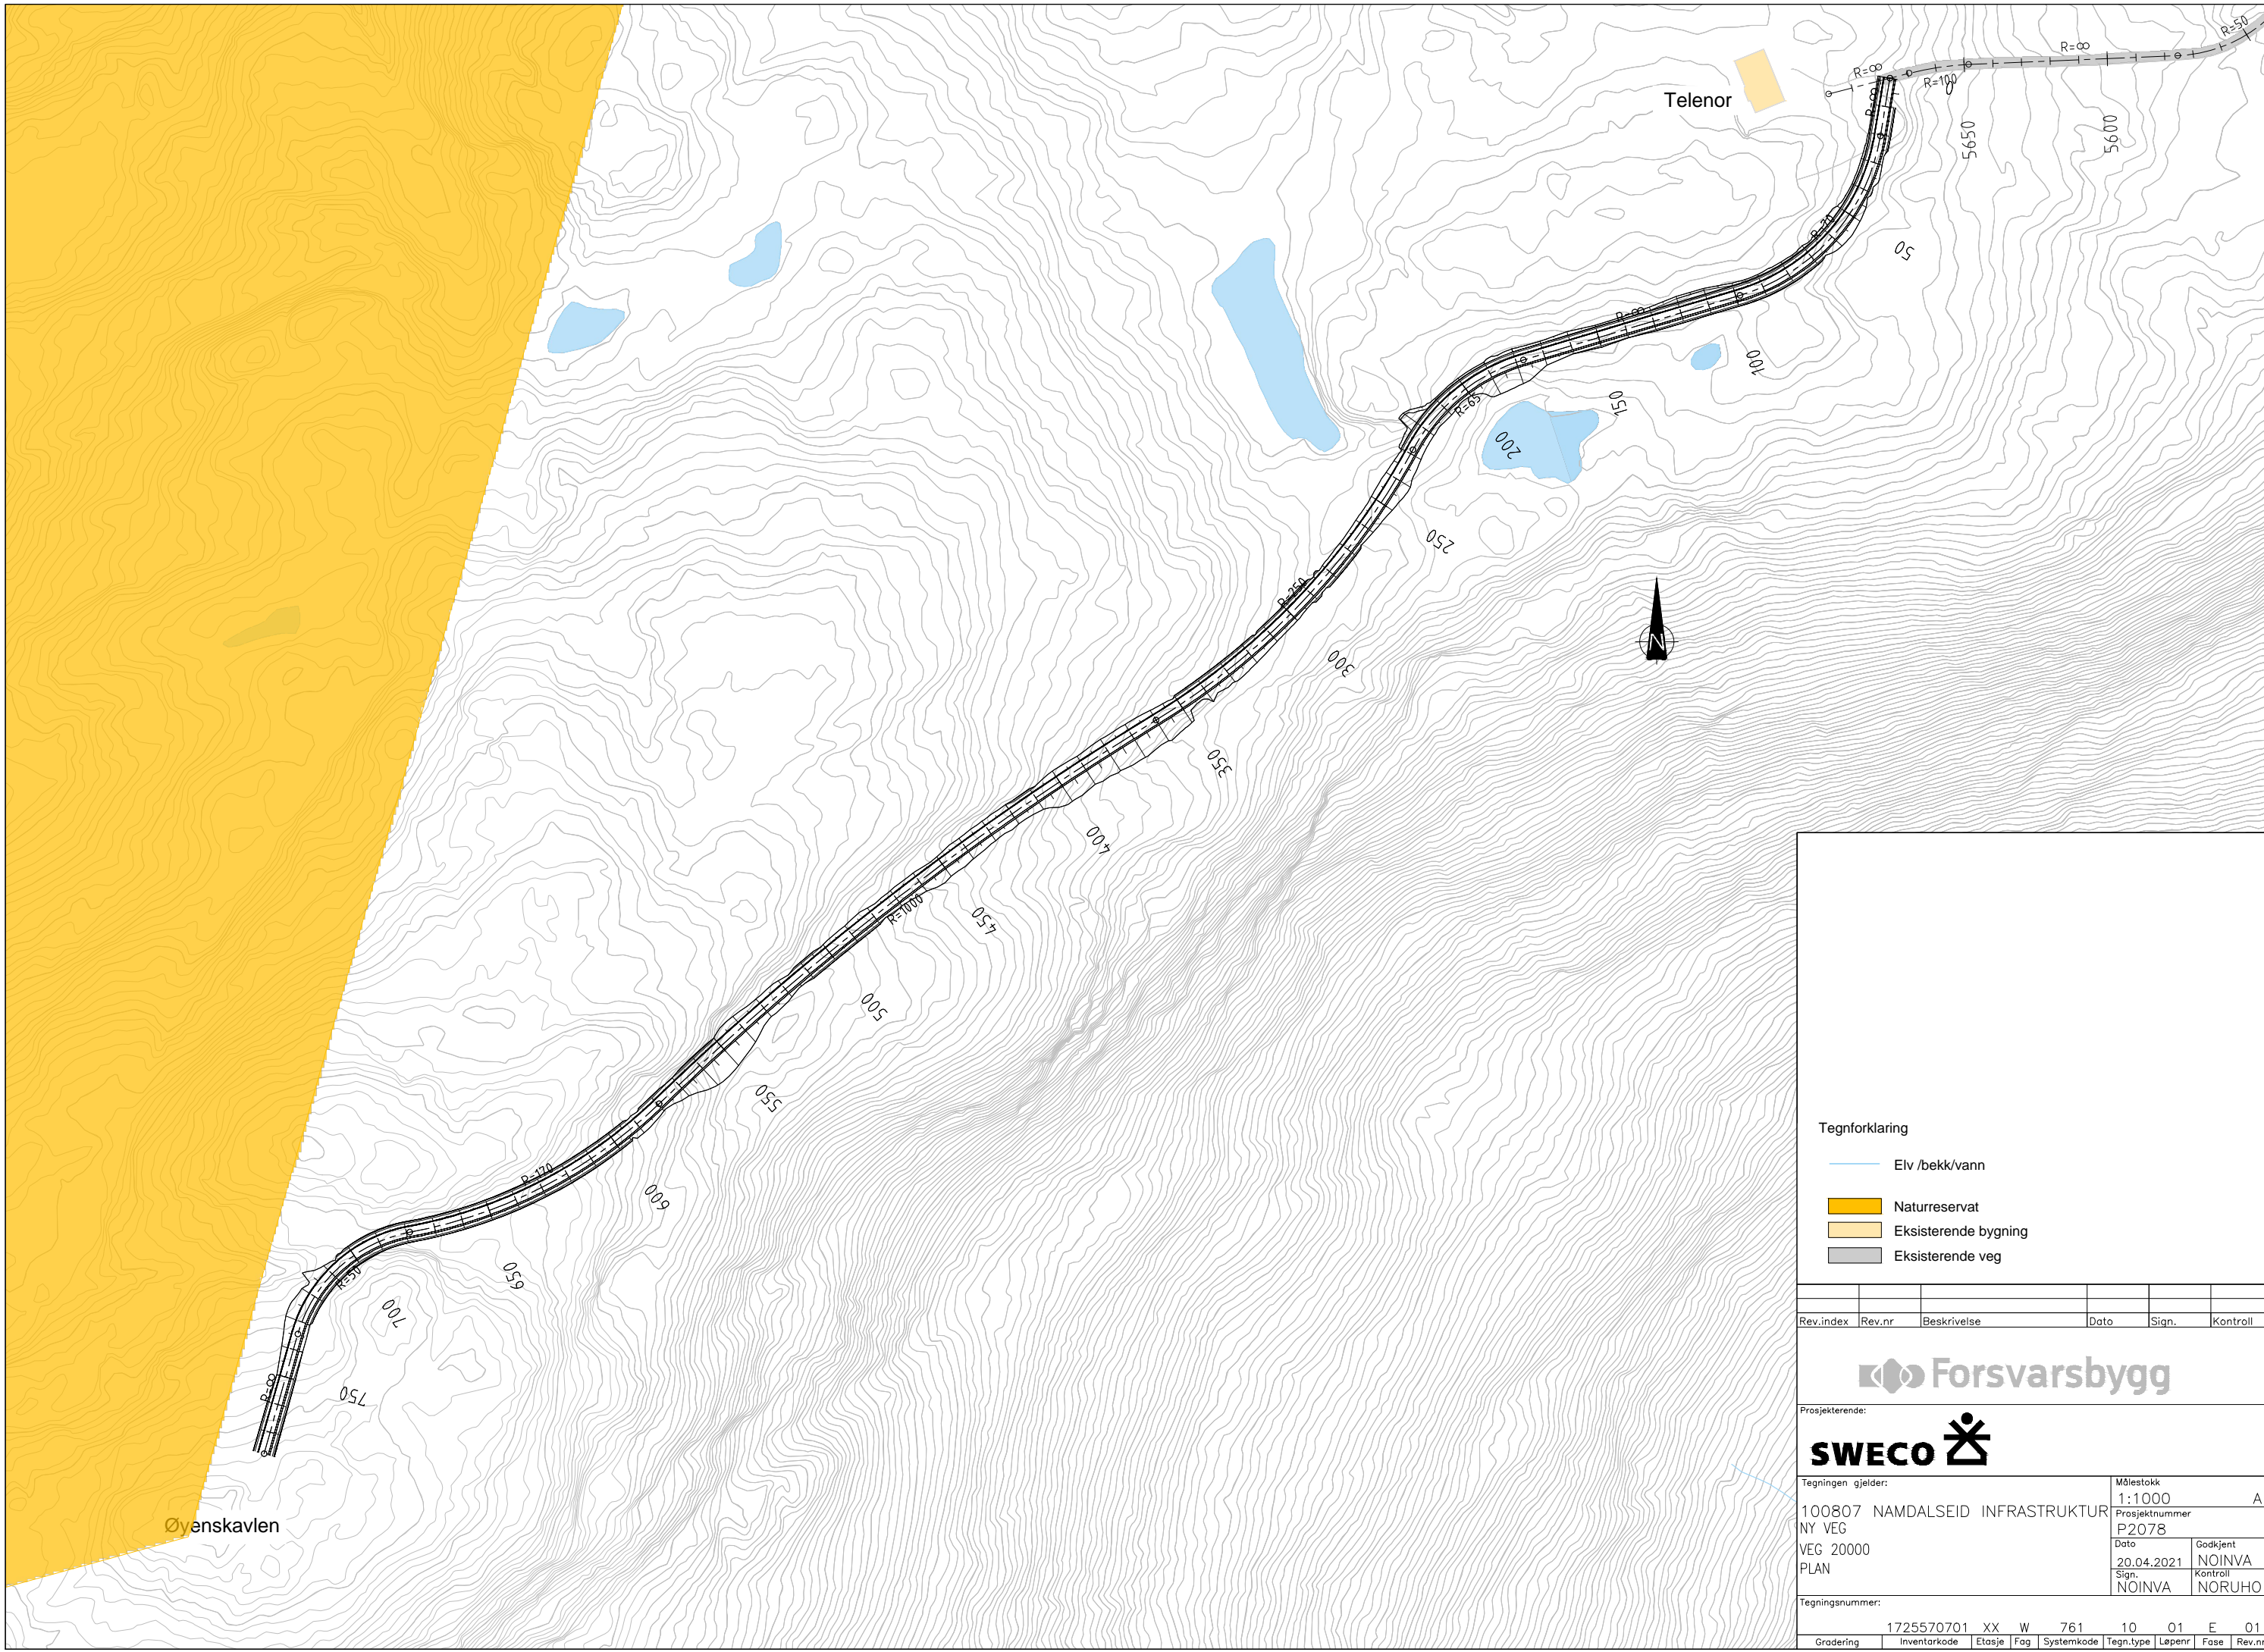 R=50
R=∞
R=∞
R=100
R=∞
Telenor
5650
5600
R=70
50
R=∞
100
R=65
150
200
250
R=250
N
300
350
400
R=1000
450
500
550
R=170
600
650
R=50
700
R=∞
750
Øyenskavlen
Tegnforklaring
Elv /bekk/vann
Naturreservat
Eksisterende bygning
Eksisterende veg
Rev.index Rev.nr Beskrivelse Dato Sign. Kontroll
Forsvarsbygg
Prosjekterende:
SWECO
Tegningen gjelder:
100807 NAMDALSEID INFRASTRUKTUR
NY VEG
VEG 20000
PLAN
Målestokk
1:1000 A
Prosjektnummer
P2078
Dato Godkjent
20.04.2021 NOINVA
Sign. Kontroll
NOINVA NORUHO
Tegningsnummer:
1725570701 XX W 761 10 01 E 01
Gradering Inventarkode Etasje Fag Systemkode Tegn.type Løpenr Fase Rev.nr